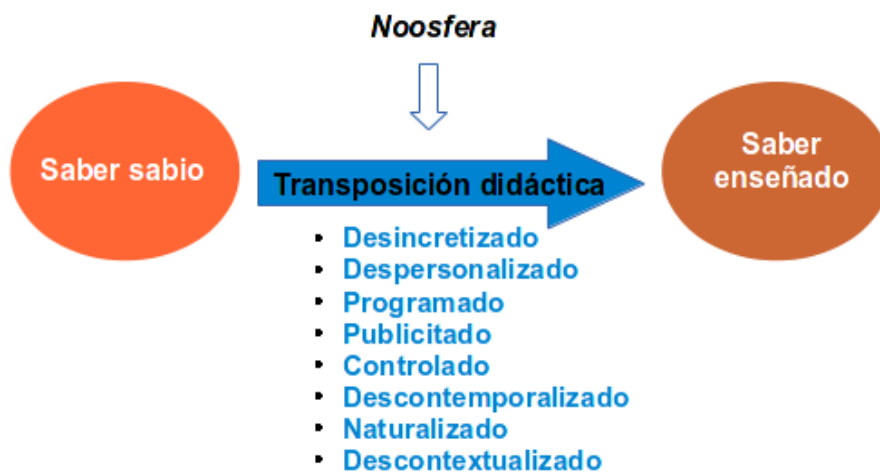 Noosfera
Saber sabio
Transposición didáctica
Saber
enseñado
• Desincretizado
• Despersonalizado
• Programado
• Publicitado
• Controlado
• Descontemporalizado
• Naturalizado
• Descontextualizado